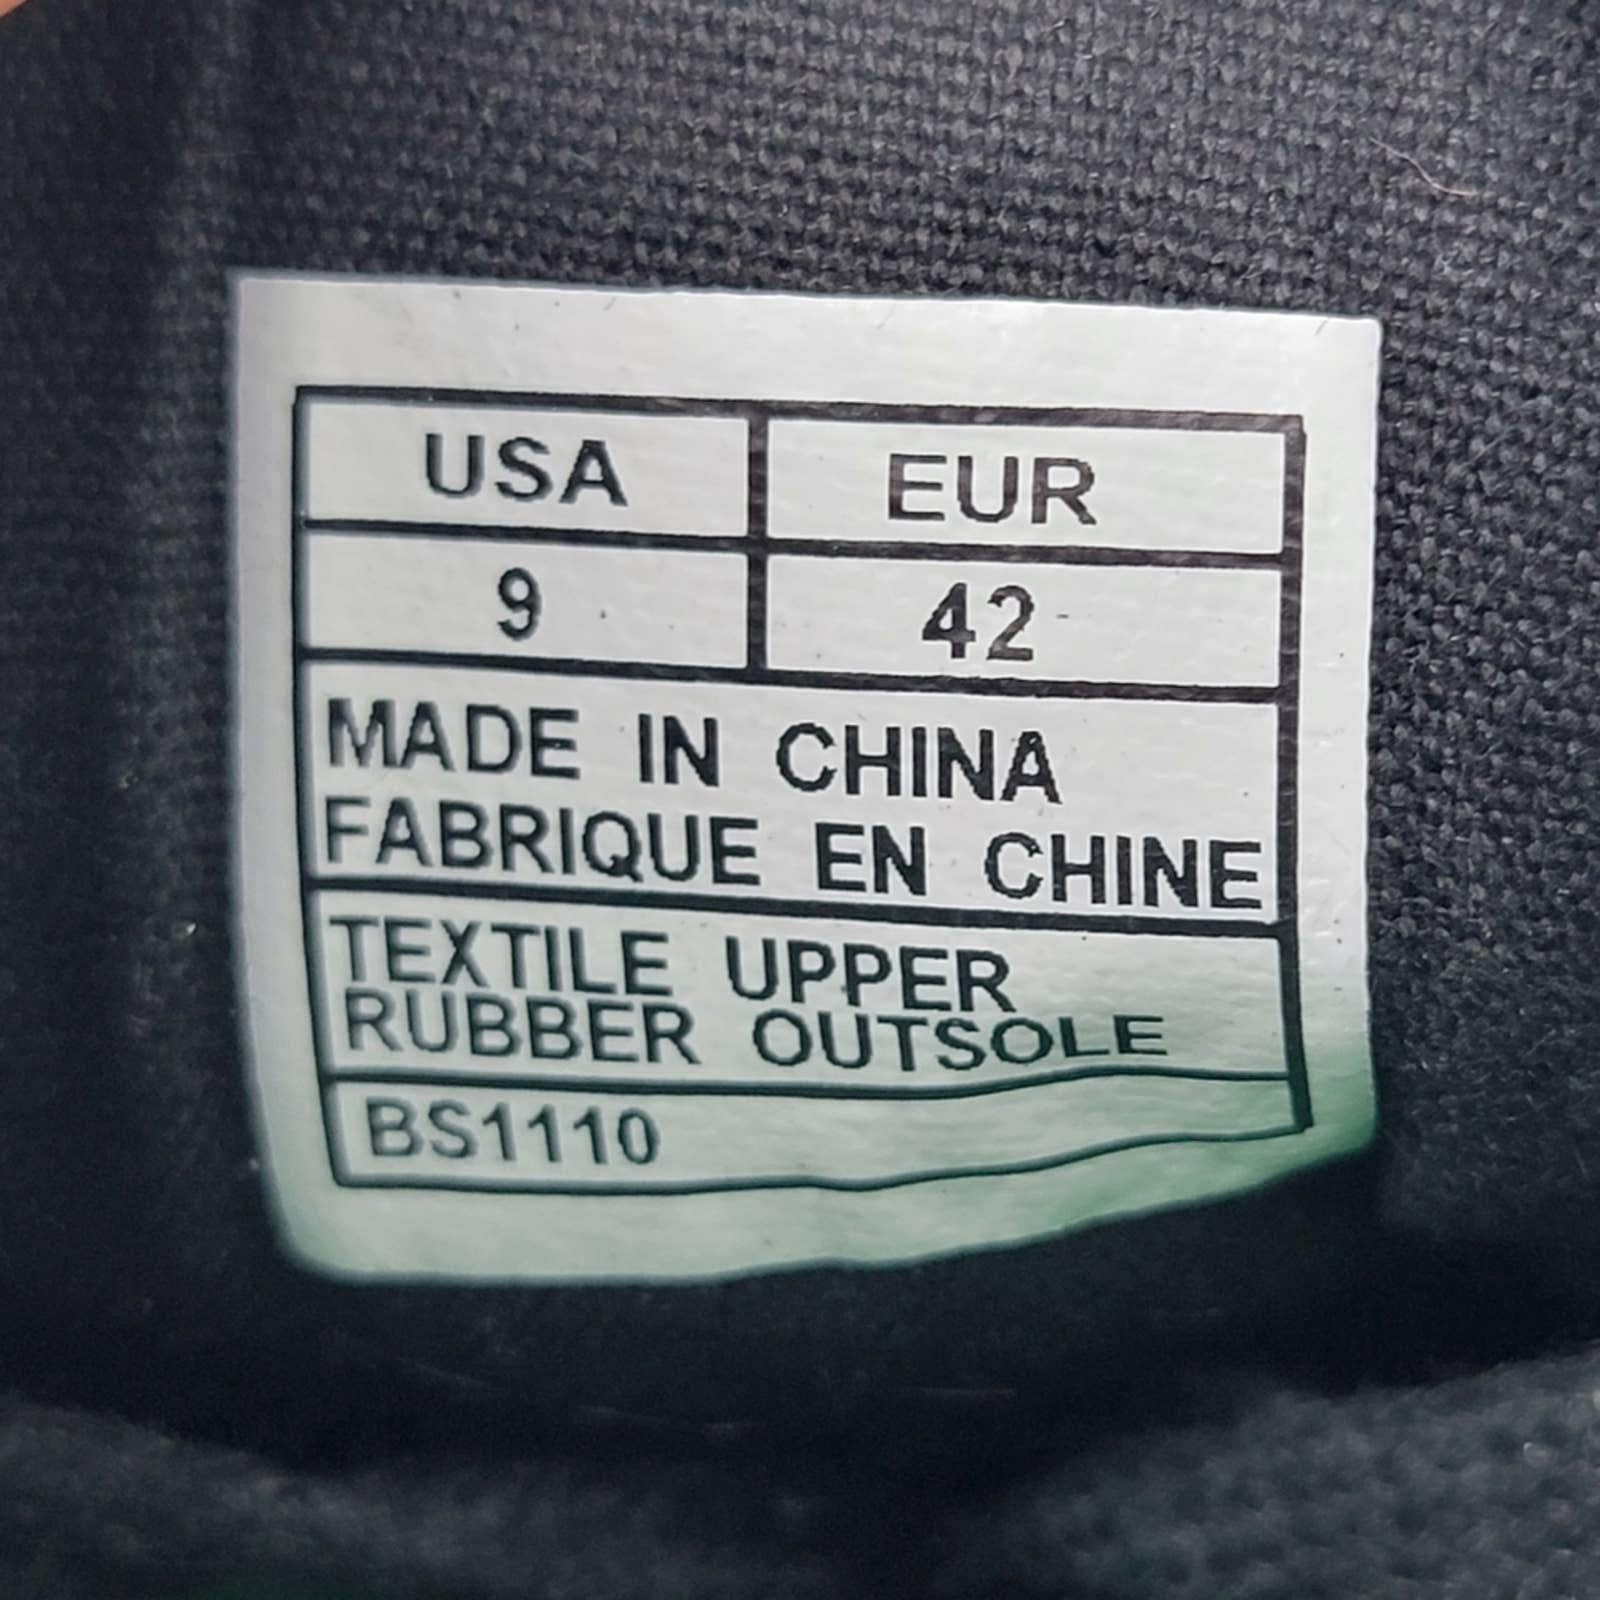 USA EUR
9 42
MADE IN CHINA
FABRIQUE EN CHINE
TEXTILE UPPER
RUBBER OUTSOLE
BS1110